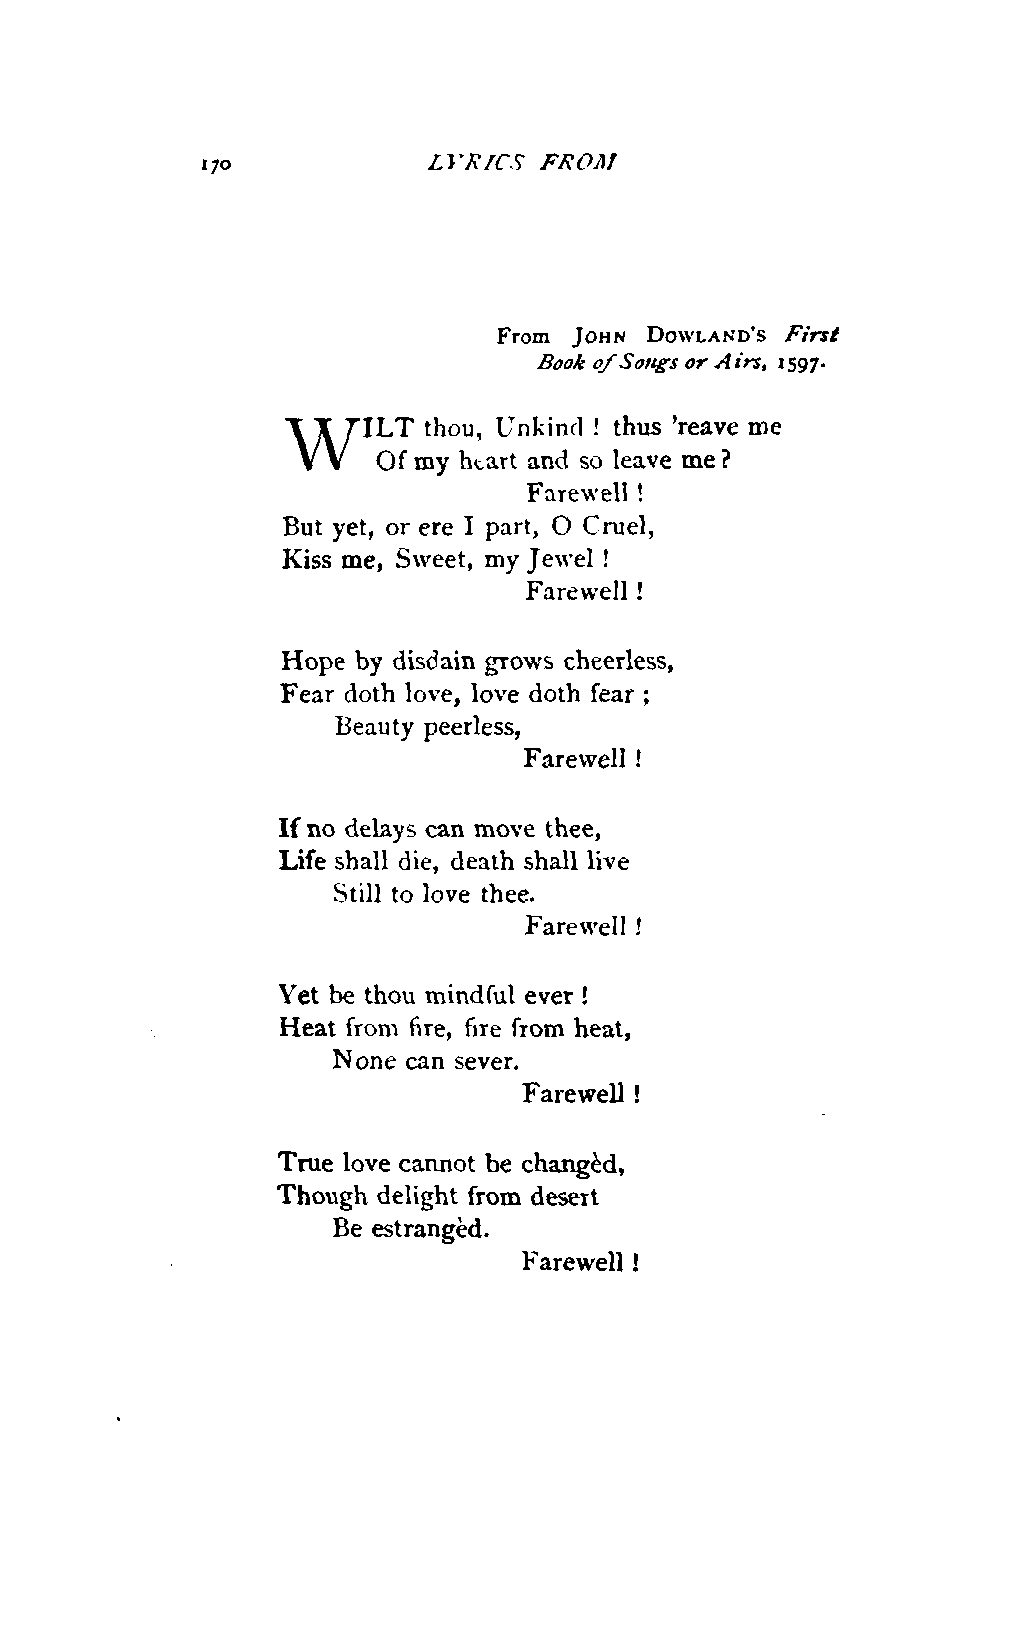 170 LYRICS FROM
From JOHN DOWLAND'S First
Book of Songs or Airs, 1597.
WILT thou, Unkind ! thus 'reave me
Of my heart and so leave me ?
Farewell !
But yet, or ere I part, O Cruel,
Kiss me, Sweet, my Jewel !
Farewell !
Hope by disdain grows cheerless,
Fear doth love, love doth fear ;
Beauty peerless,
Farewell !
If no delays can move thee,
Life shall die, death shall live
Still to love thee.
Farewell !
Yet be thou mindful ever !
Heat from fire, fire from heat,
None can sever.
Farewell !
True love cannot be changèd,
Though delight from desert
Be estrangèd.
Farewell !